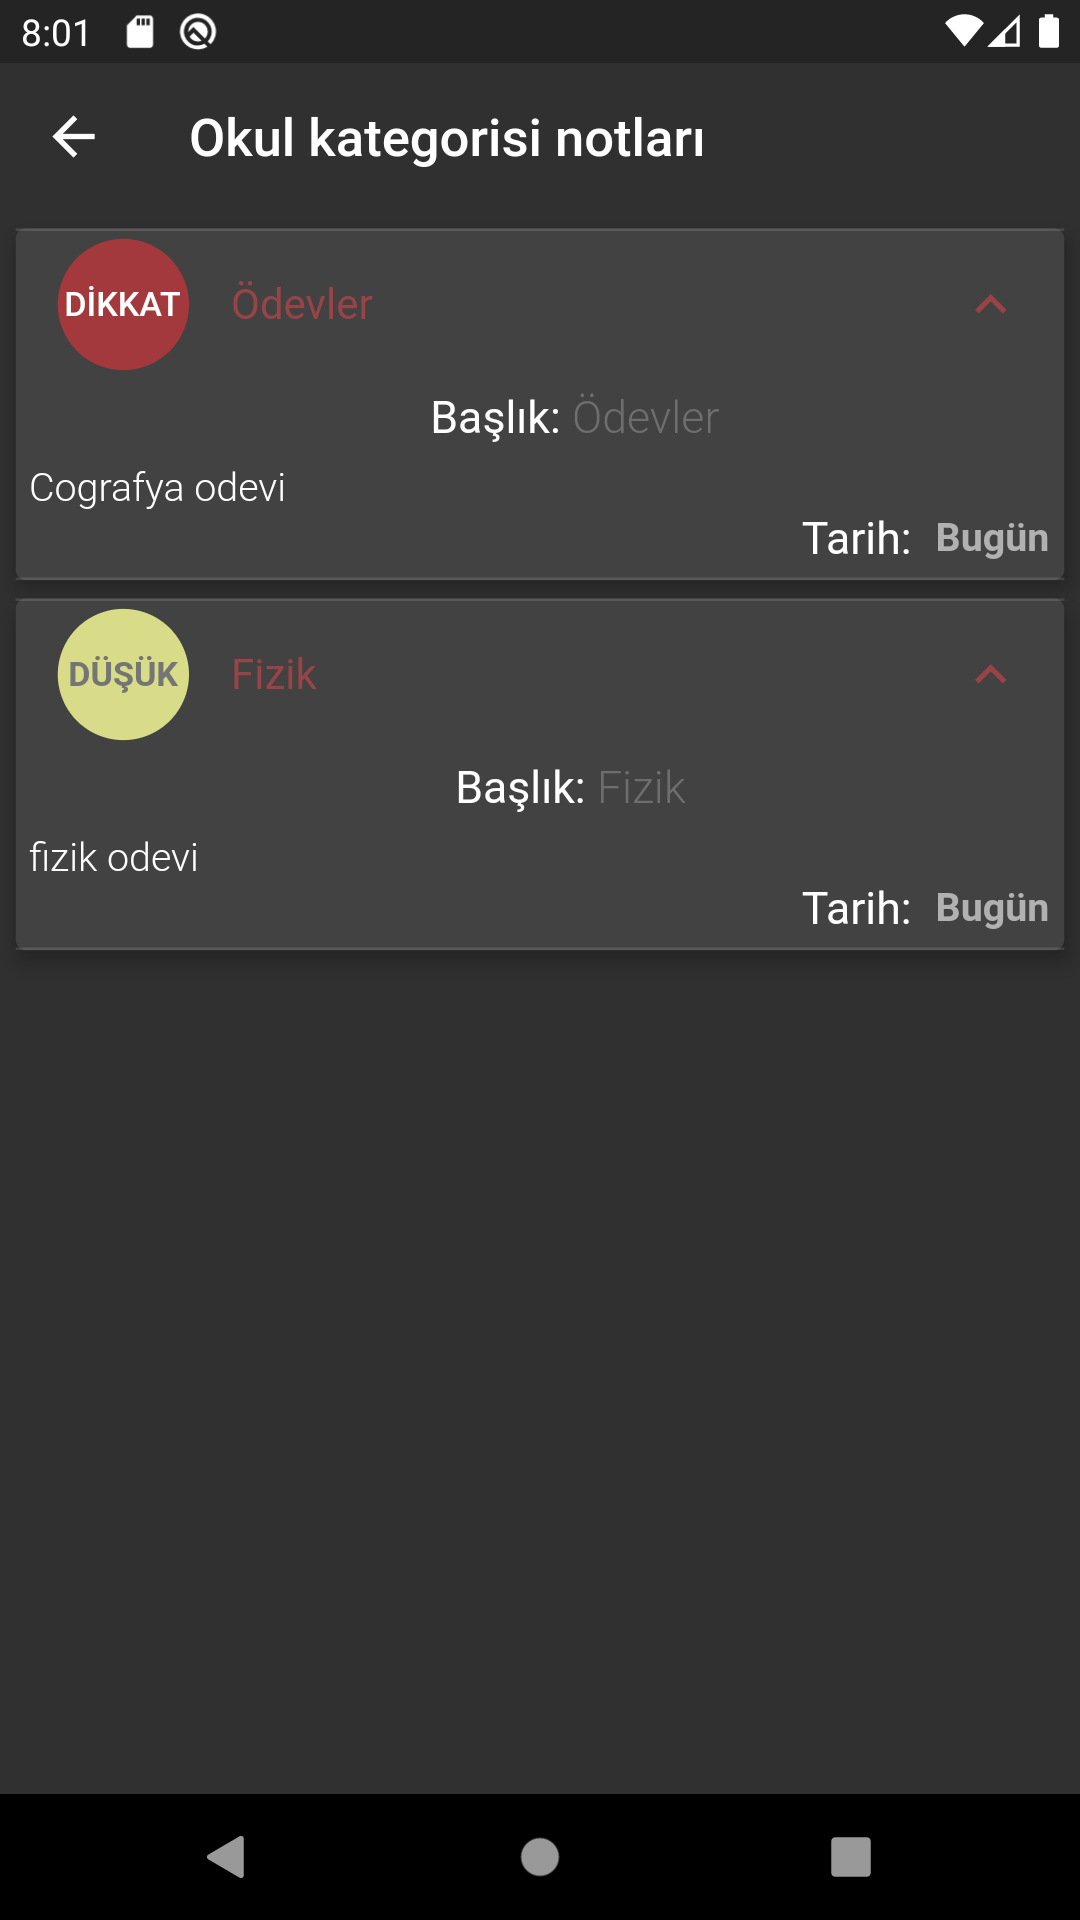 8:01
Okul kategorisi notları
DİKKAT Ödevler
Başlık: Ödevler
Cografya odevi
Tarih: Bugün
DÜŞÜK Fizik
Başlık: Fizik
fizik odevi
Tarih: Bugün